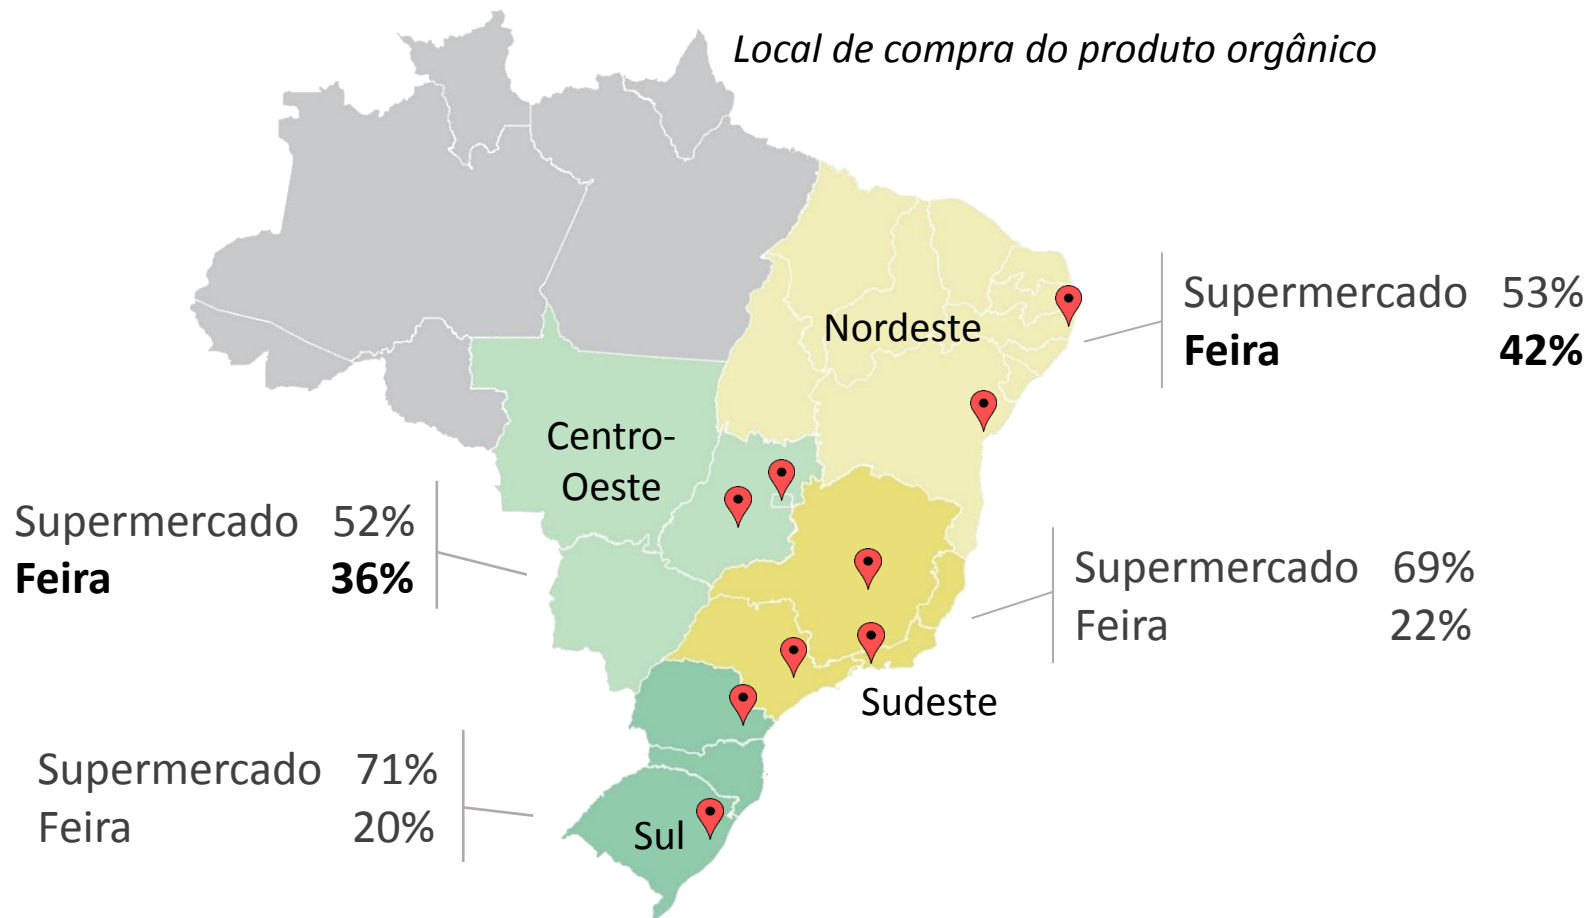 Local de compra do produto orgânico
Nordeste
Supermercado 53%
Feira 42%
Centro-
Oeste
Supermercado 52%
Feira 36%
Supermercado 69%
Feira 22%
Sudeste
Supermercado 71%
Feira 20%
Sul